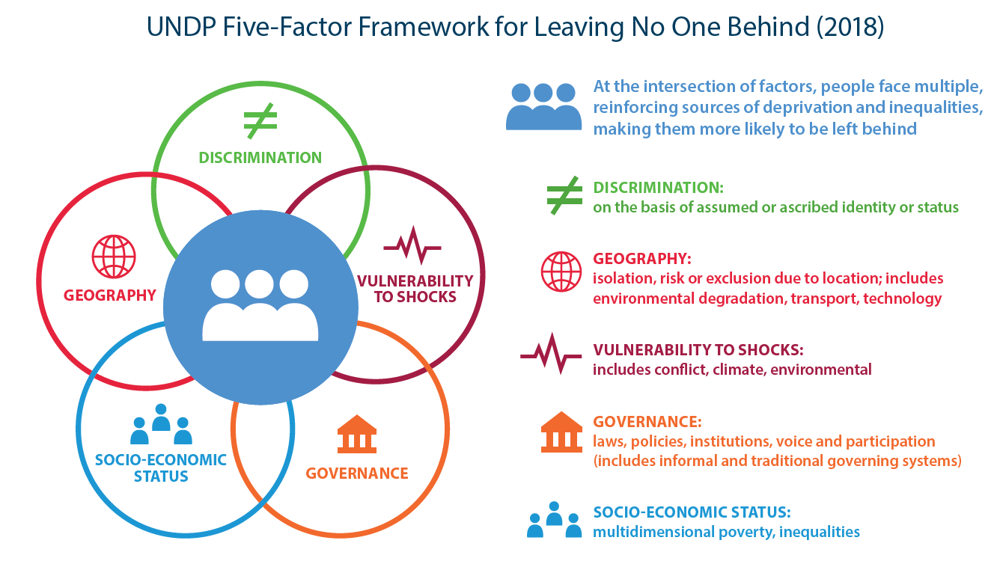 UNDP Five-Factor Framework for Leaving No One Behind (2018)
DISCRIMINATION
GEOGRAPHY
VULNERABILITY
TO SHOCKS
SOCIO-ECONOMIC
STATUS
GOVERNANCE
At the intersection of factors, people face multiple,
reinforcing sources of deprivation and inequalities,
making them more likely to be left behind
DISCRIMINATION:
on the basis of assumed or ascribed identity or status
GEOGRAPHY:
isolation, risk or exclusion due to location; includes
environmental degradation, transport, technology
VULNERABILITY TO SHOCKS:
includes conflict, climate, environmental
GOVERNANCE:
laws, policies, institutions, voice and participation
(includes informal and traditional governing systems)
SOCIO-ECONOMIC STATUS:
multidimensional poverty, inequalities